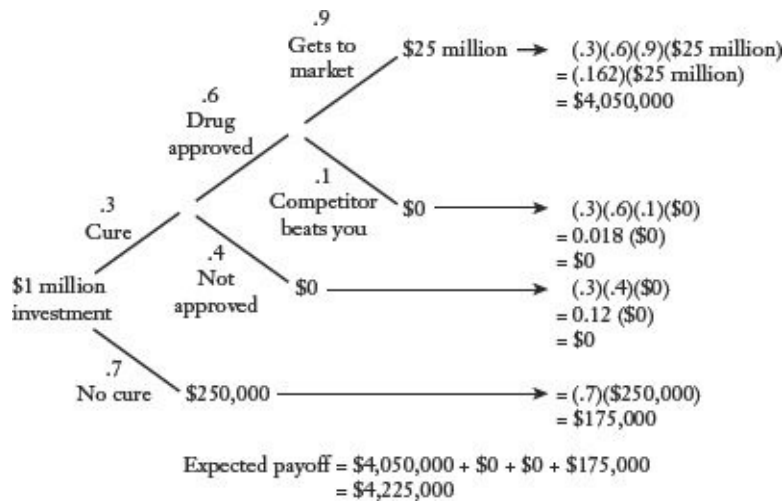 .9
Gets to
market
$25 million
(.3)(.6)(.9)($25 million)
= (.162)($25 million)
= $4,050,000
.6
Drug
approved
.1
Competitor
beats you
$0
(.3)(.6)(.1)($0)
= 0.018 ($0)
= $0
.3
Cure
.4
Not
approved
$0
(.3)(.4)($0)
= 0.12 ($0)
= $0
$1 million
investment
.7
No cure
$250,000
= (.7)($250,000)
= $175,000
Expected payoff = $4,050,000 + $0 + $0 + $175,000
= $4,225,000